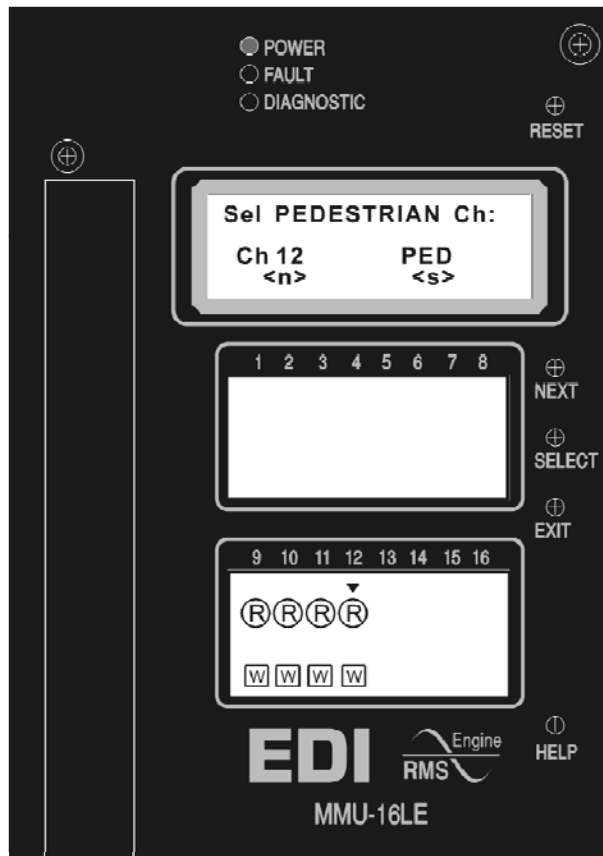 POWER
FAULT
DIAGNOSTIC
RESET
Sel PEDESTRIAN Ch:
Ch 12 PED
<n> <s>
1 2 3 4 5 6 7 8
NEXT
SELECT
EXIT
9 10 11 12 13 14 15 16
R R R R
W W W W
EDI
Engine
RMS
HELP
MMU-16LE